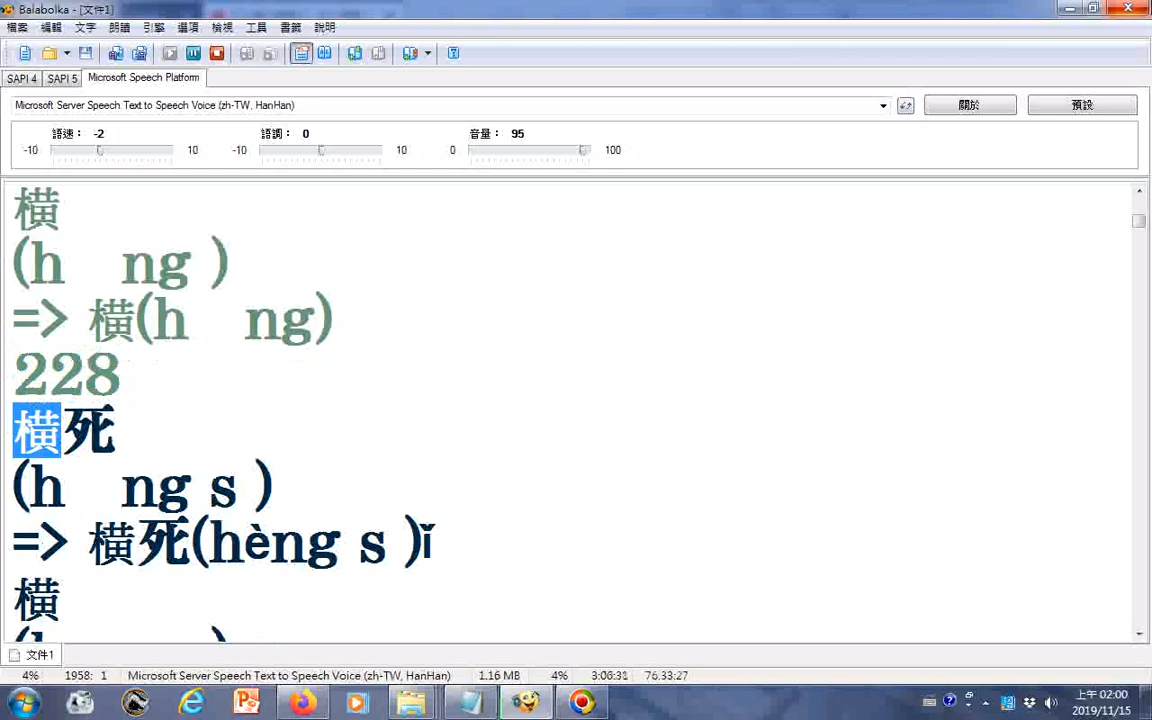 Balabolka - [文件1]
檔案 編輯 文字 朗讀 引擎 選項 檢視 工具 書籤 說明
SAPI 4 SAPI 5 Microsoft Speech Platform
Microsoft Server Speech Text to Speech Voice (zh-TW, HanHan) 關於 預設
語速： -2 語調： 0 音量： 95
-10 10 -10 10 0 100
橫
(h ng )
=> 橫(h ng)
228
橫死
(h ng s )
=> 橫死(hèng s )ǐ
橫
文件1
4% 1958: 1 Microsoft Server Speech Text to Speech Voice (zh-TW, HanHan) 1.16 MB 4% 3:06:31 76:33:27
上午 02:00
2019/11/15